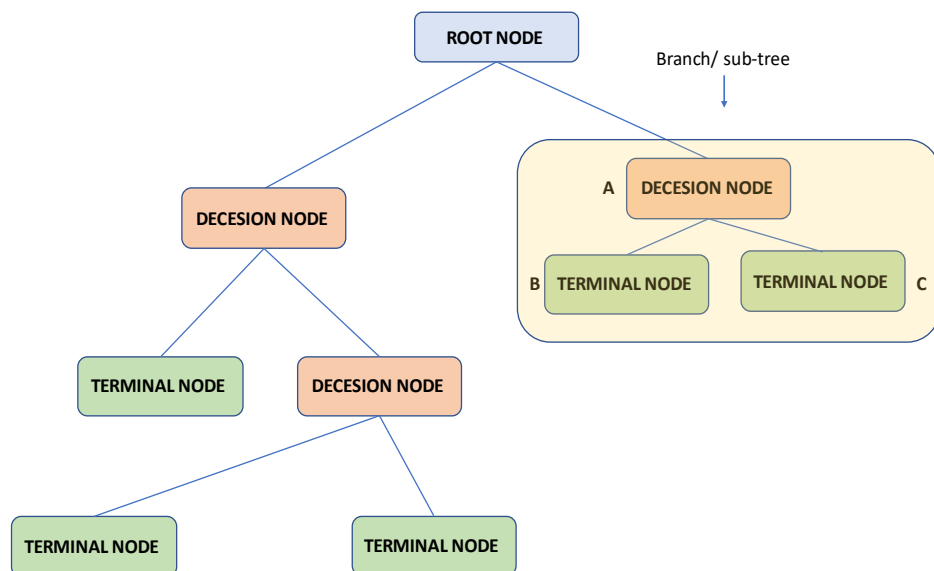 ROOT NODE
Branch/ sub-tree
A
DECESION NODE
DECESION NODE
B
TERMINAL NODE
TERMINAL NODE
C
TERMINAL NODE
DECESION NODE
TERMINAL NODE
TERMINAL NODE